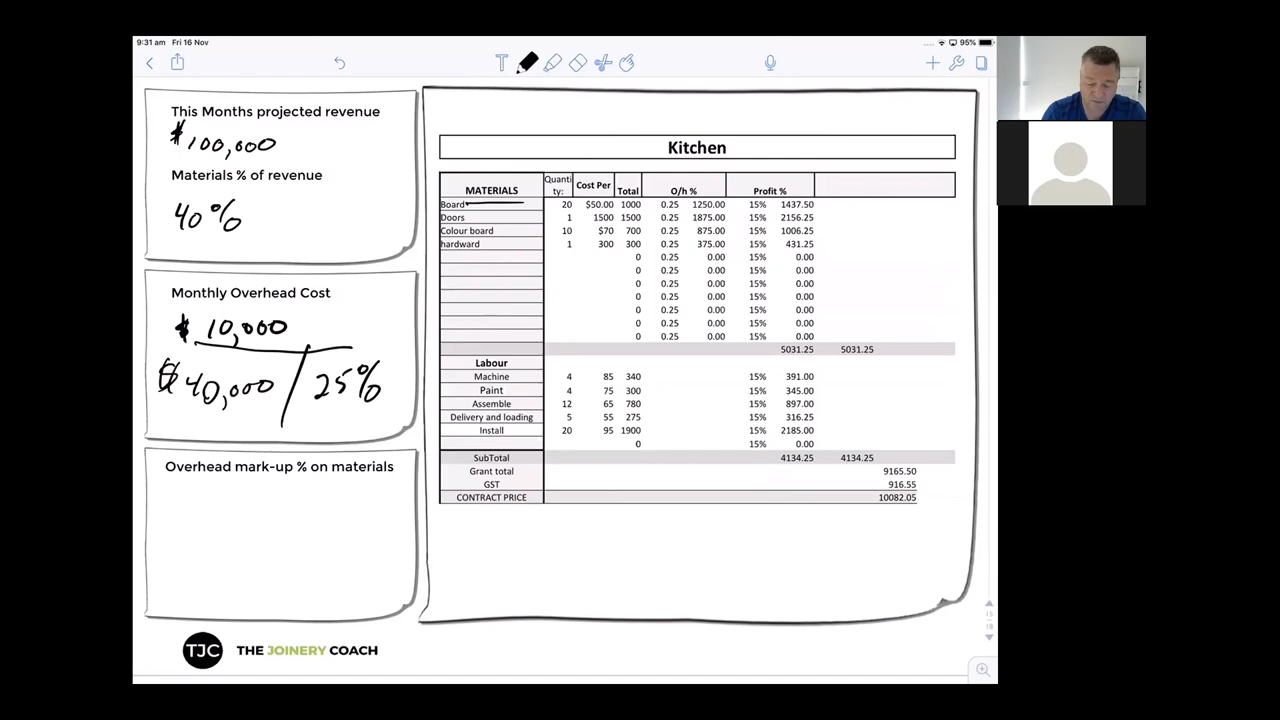 9:31 am Fri 16 Nov
95%
This Months projected revenue
$100,000
Materials % of revenue
40%
Monthly Overhead Cost
$ 10,000
$40,000 / 25%
Overhead mark-up % on materials
TJC THE JOINERY COACH
Kitchen
MATERIALS Quanti ty: Cost Per Total O/h % Profit %
Board 20 $50.00 1000 0.25 1250.00 15% 1437.50
Doors 1 1500 1500 0.25 1875.00 15% 2156.25
Colour board 10 $70 700 0.25 875.00 15% 1006.25
hardward 1 300 300 0.25 375.00 15% 431.25
0 0.25 0.00 15% 0.00
0 0.25 0.00 15% 0.00
0 0.25 0.00 15% 0.00
0 0.25 0.00 15% 0.00
0 0.25 0.00 15% 0.00
0 0.25 0.00 15% 0.00
0 0.25 0.00 15% 0.00
5031.25 5031.25
Labour
Machine 4 85 340 15% 391.00
Paint 4 75 300 15% 345.00
Assemble 12 65 780 15% 897.00
Delivery and loading 5 55 275 15% 316.25
Install 20 95 1900 15% 2185.00
0 15% 0.00
SubTotal 4134.25 4134.25
Grant total 9165.50
GST 916.55
CONTRACT PRICE 10082.05